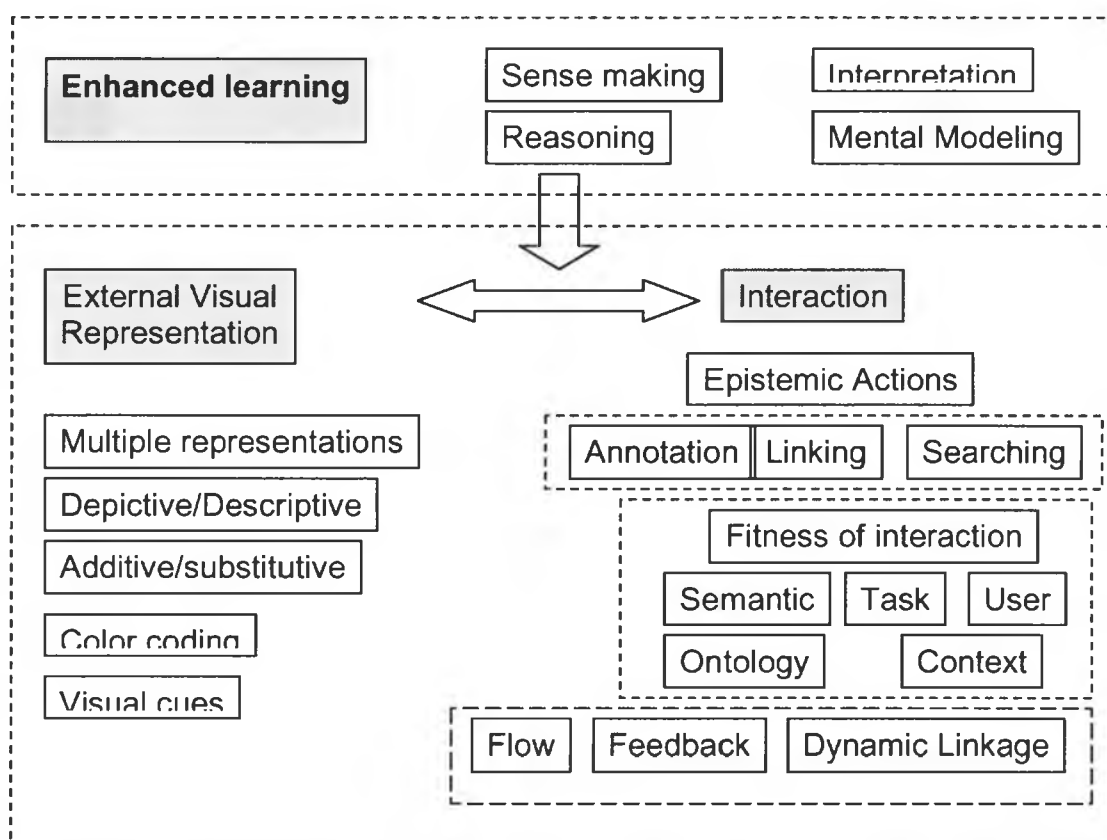 Enhanced learning
Sense making
Interpretation
Reasoning
Mental Modeling
External Visual
Representation
Interaction
Epistemic Actions
Multiple representations
Annotation
Linking
Searching
Depictive/Descriptive
Fitness of interaction
Additive/substitutive
Semantic
Task
User
Color coding
Ontology
Context
Visual cues
Flow
Feedback
Dynamic Linkage